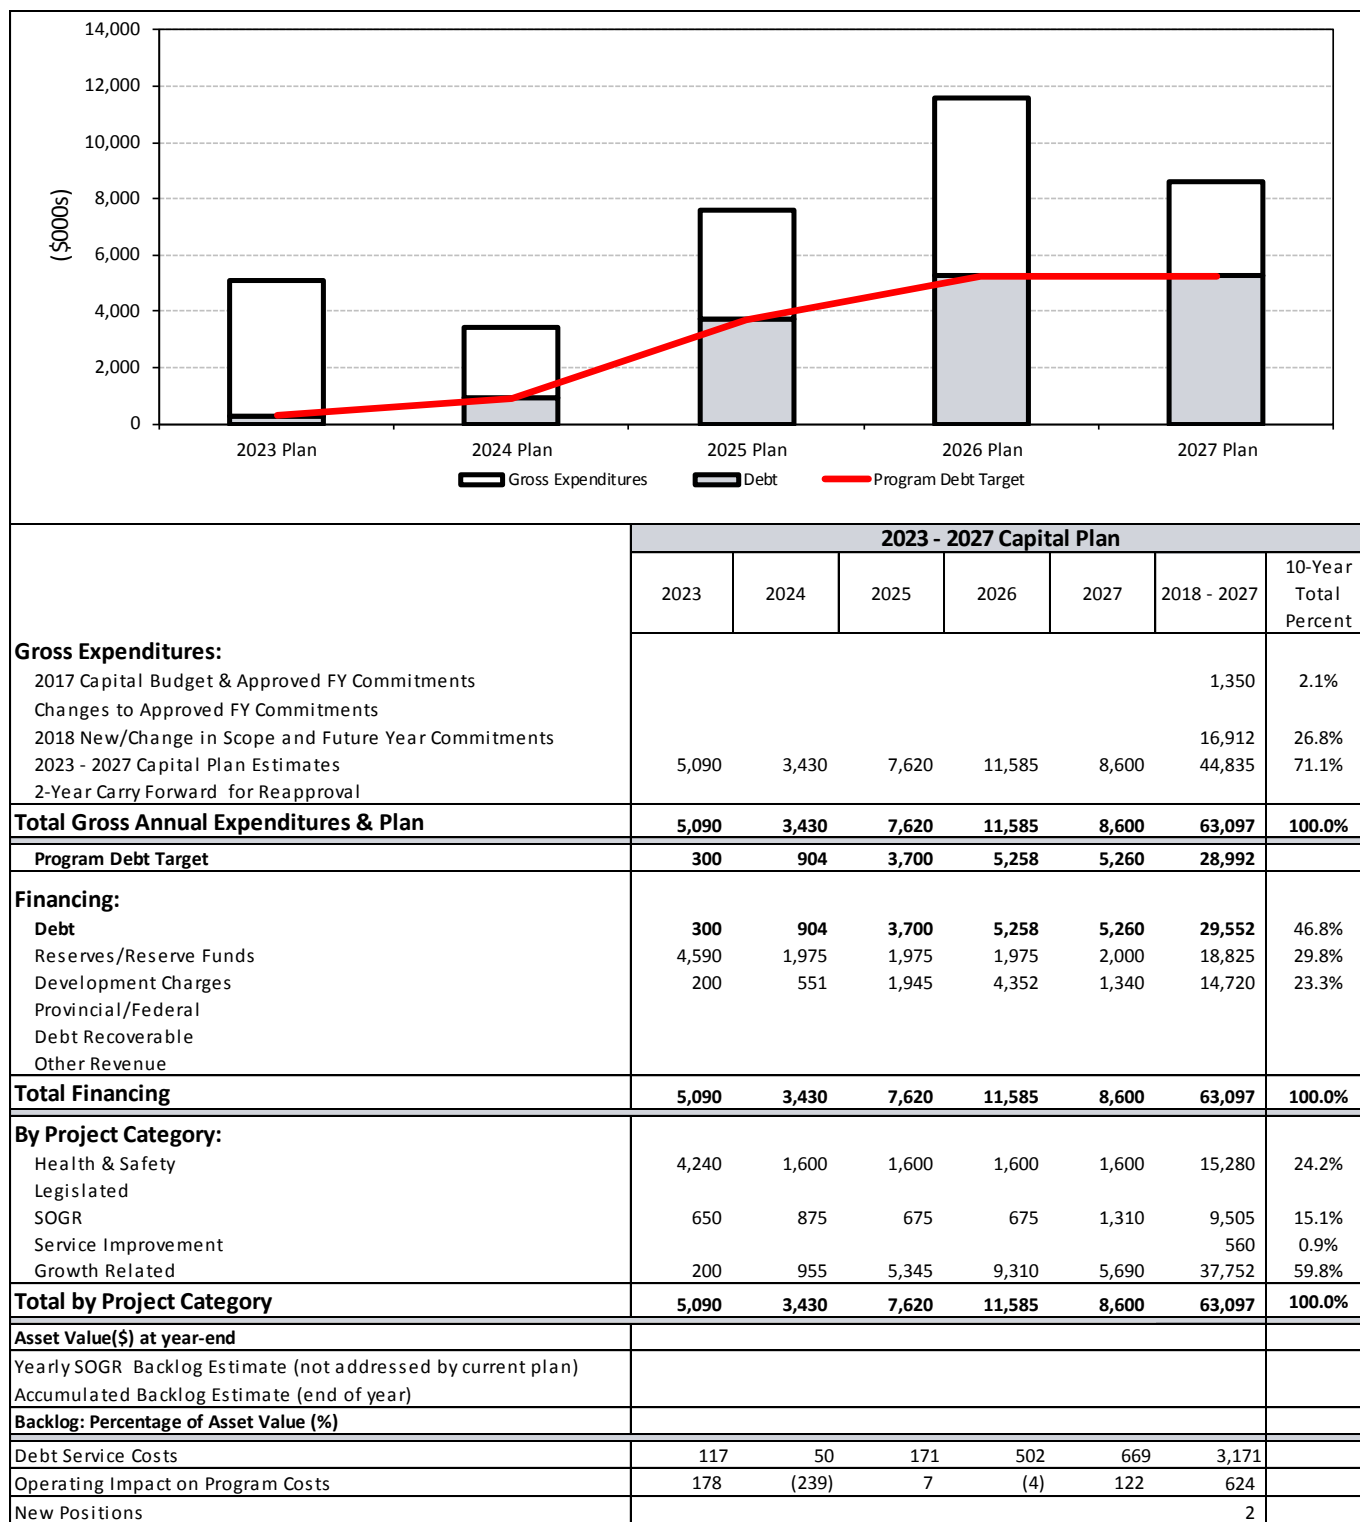 14,000
12,000
10,000
8,000
6,000
4,000
2,000
0
($000s)
2023 Plan 2024 Plan 2025 Plan 2026 Plan 2027 Plan
Gross Expenditures Debt Program Debt Target
2023 - 2027 Capital Plan
2023 2024 2025 2026 2027 2018 - 2027 10-Year Total Percent
Gross Expenditures:
2017 Capital Budget & Approved FY Commitments 1,350 2.1%
Changes to Approved FY Commitments
2018 New/Change in Scope and Future Year Commitments 16,912 26.8%
2023 - 2027 Capital Plan Estimates 5,090 3,430 7,620 11,585 8,600 44,835 71.1%
2-Year Carry Forward for Reapproval
Total Gross Annual Expenditures & Plan 5,090 3,430 7,620 11,585 8,600 63,097 100.0%
Program Debt Target 300 904 3,700 5,258 5,260 28,992
Financing:
Debt 300 904 3,700 5,258 5,260 29,552 46.8%
Reserves/Reserve Funds 4,590 1,975 1,975 1,975 2,000 18,825 29.8%
Development Charges 200 551 1,945 4,352 1,340 14,720 23.3%
Provincial/Federal
Debt Recoverable
Other Revenue
Total Financing 5,090 3,430 7,620 11,585 8,600 63,097 100.0%
By Project Category:
Health & Safety 4,240 1,600 1,600 1,600 1,600 15,280 24.2%
Legislated
SOGR 650 875 675 675 1,310 9,505 15.1%
Service Improvement 560 0.9%
Growth Related 200 955 5,345 9,310 5,690 37,752 59.8%
Total by Project Category 5,090 3,430 7,620 11,585 8,600 63,097 100.0%
Asset Value($) at year-end
Yearly SOGR Backlog Estimate (not addressed by current plan)
Accumulated Backlog Estimate (end of year)
Backlog: Percentage of Asset Value (%)
Debt Service Costs 117 50 171 502 669 3,171
Operating Impact on Program Costs 178 (239) 7 (4) 122 624
New Positions 2